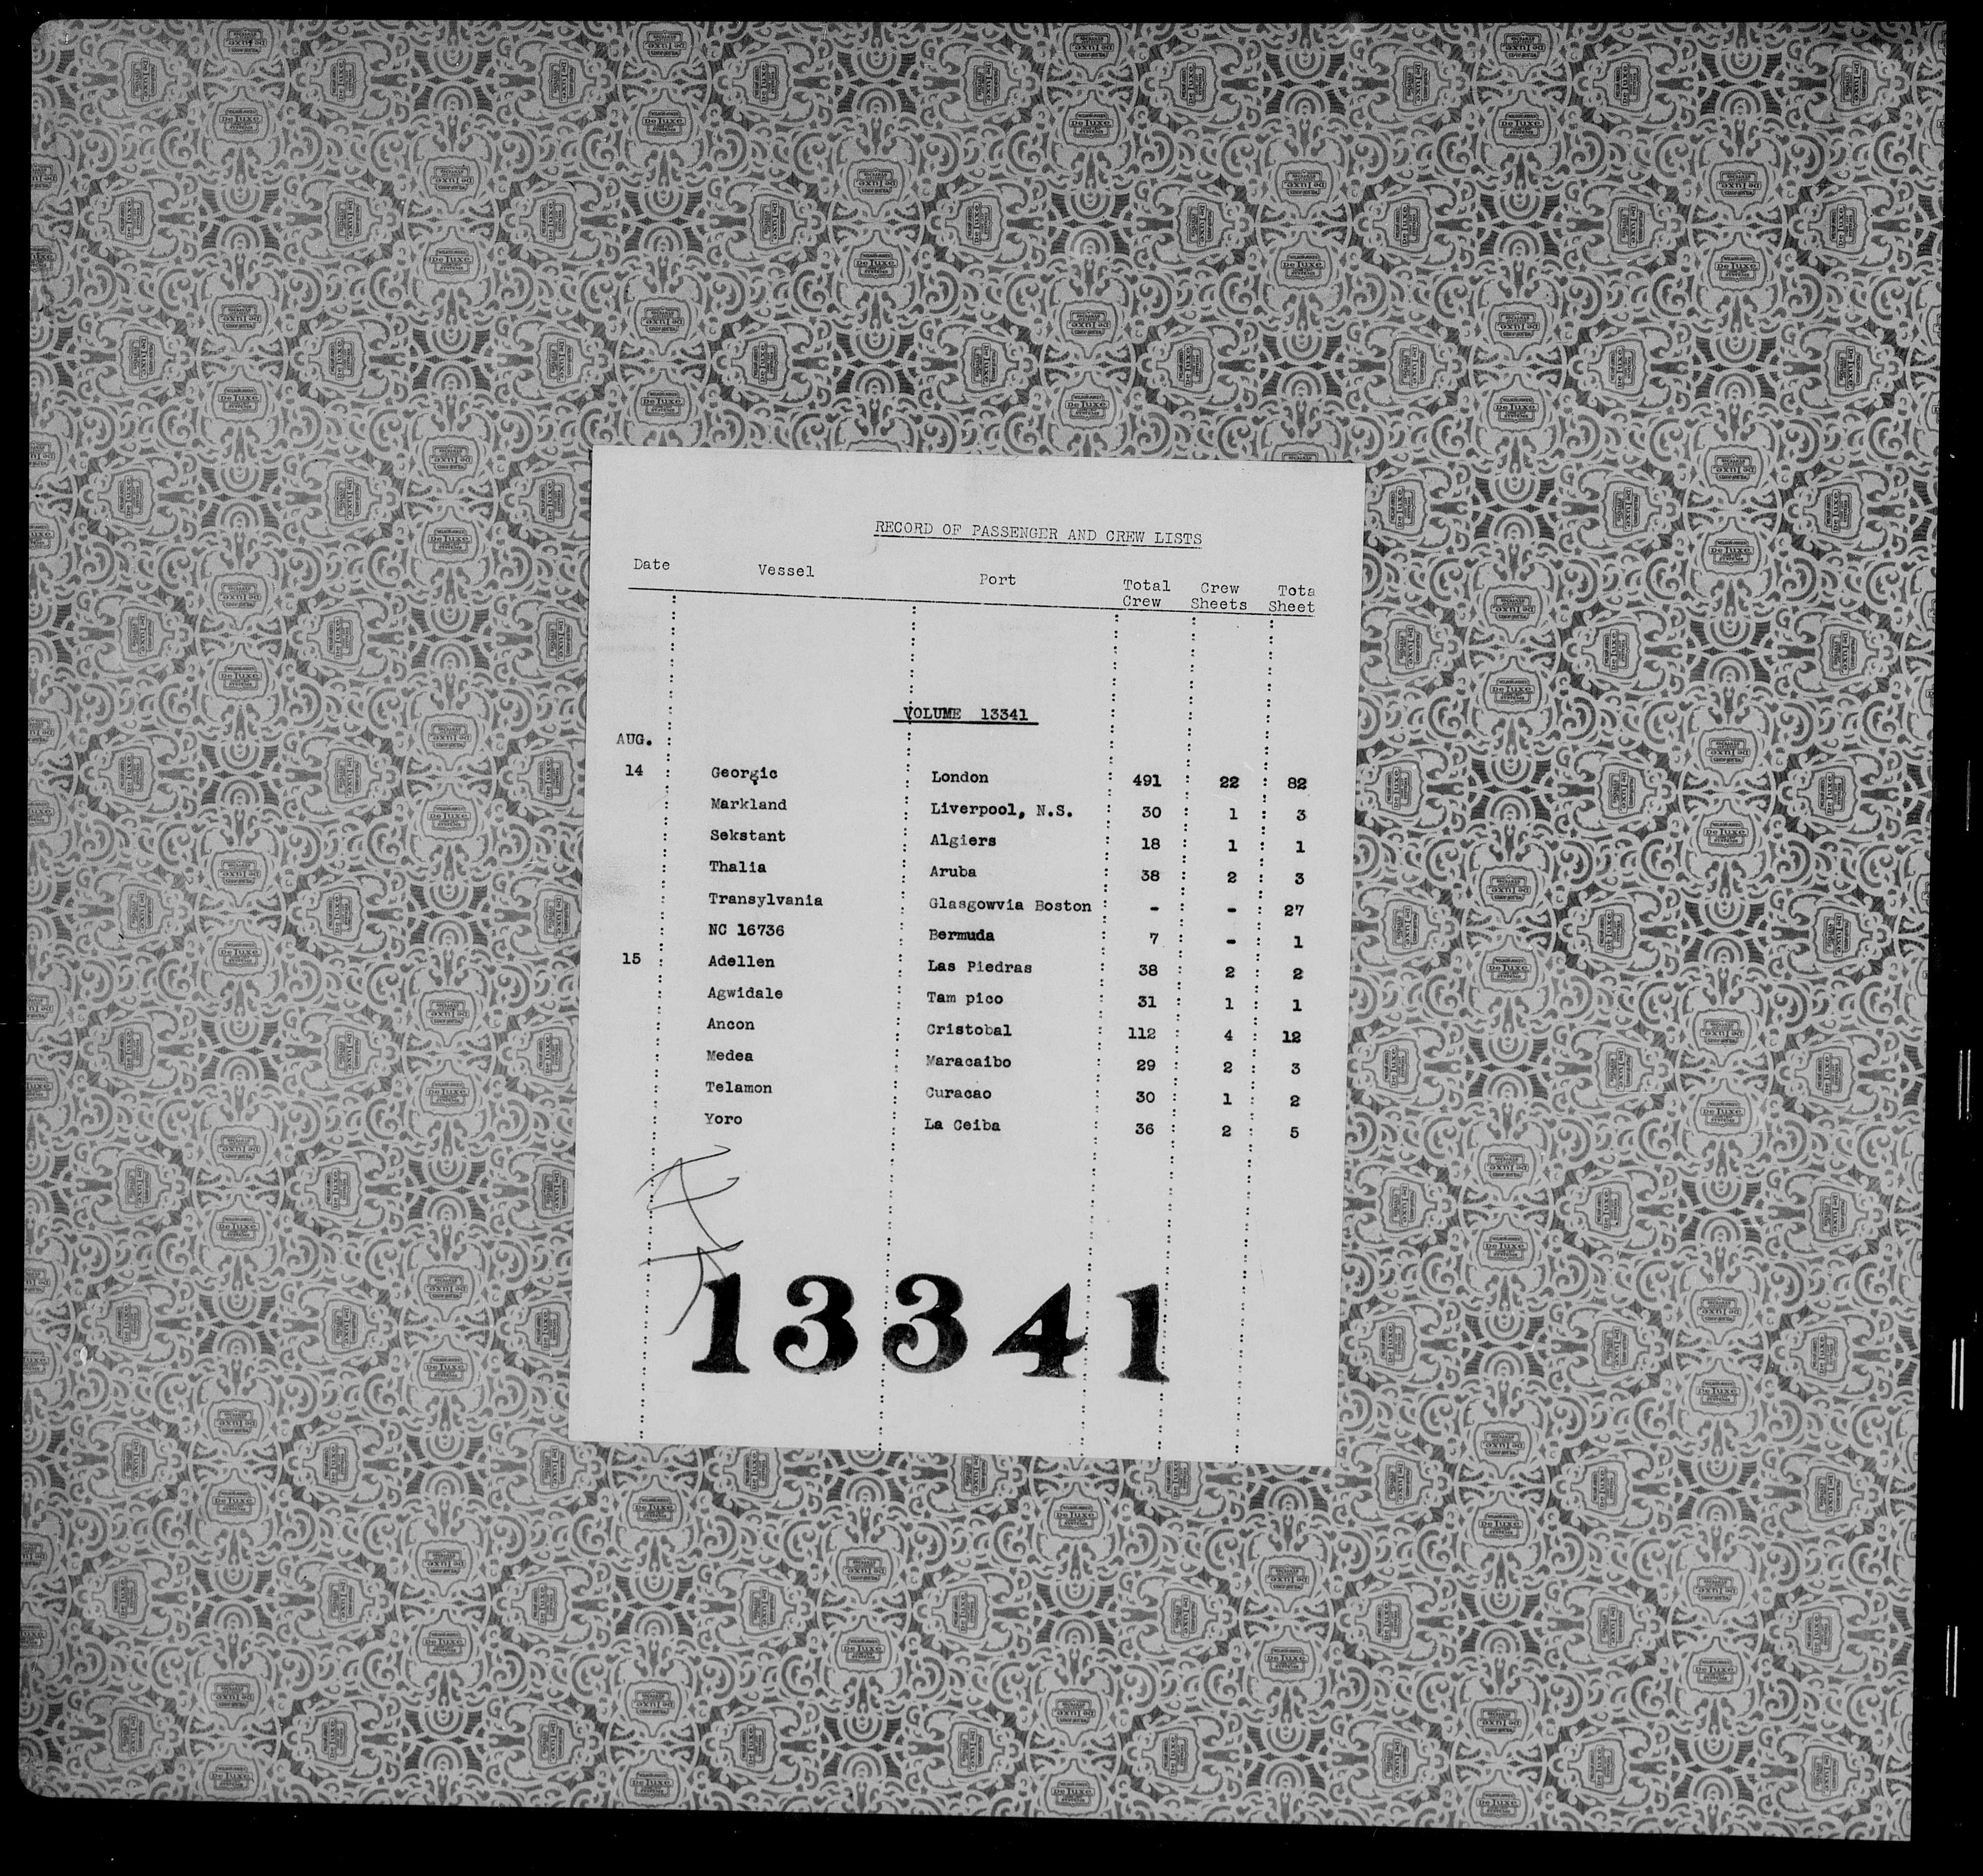 RECORD OF PASSENGER AND CREW LISTS
Date Vessel Port Total Crew Crew Sheets Tota Sheet
VOLUME 13341
AUG.
14 Georgic London 491 22 82
Markland Liverpool, N.S. 30 1 3
Sekstant Algiers 18 1 1
Thalia Aruba 38 2 3
Transylvania Glasgowvia Boston - - 27
NC 16736 Bermuda 7 - 1
15 Adellen Las Piedras 38 2 2
Agwidale Tam pico 31 1 1
Ancon Cristobal 112 4 12
Medea Maracaibo 29 2 3
Telamon Curacao 30 1 2
Yoro La Ceiba 36 2 5
13341
De Luxe